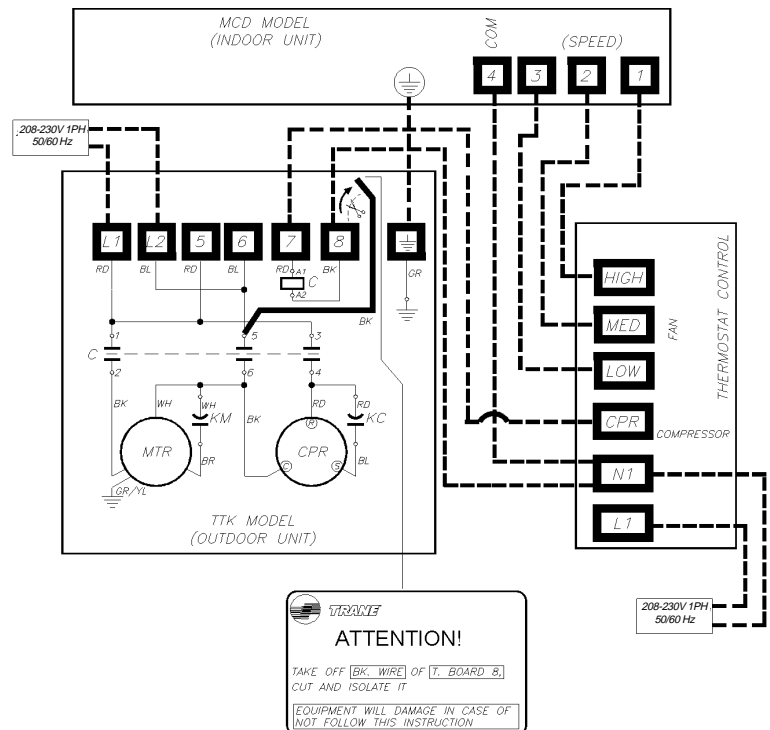 MCD MODEL
(INDOOR UNIT)
COM
(SPEED)
4 3 2 1
208-230V 1PH
50/60 Hz
L1 L2 5 6 7 8
RD BL RD BL RD A1 BK GR
C
A2
BK
1 5 3
C
2 6 4
BK WH WH KM BK RD RD KC
R
MTR CPR
C S
BR BL
GR/YL
TTK MODEL
(OUTDOOR UNIT)
HIGH
MED
LOW
CPR
N1
L1
FAN
COMPRESSOR
THERMOSTAT CONTROL
208-230V 1PH
50/60 Hz
TRANE
ATTENTION!
TAKE OFF BK. WIRE OF T. BOARD 8,
CUT AND ISOLATE IT
EQUIPMENT WILL DAMAGE IN CASE OF
NOT FOLLOW THIS INSTRUCTION